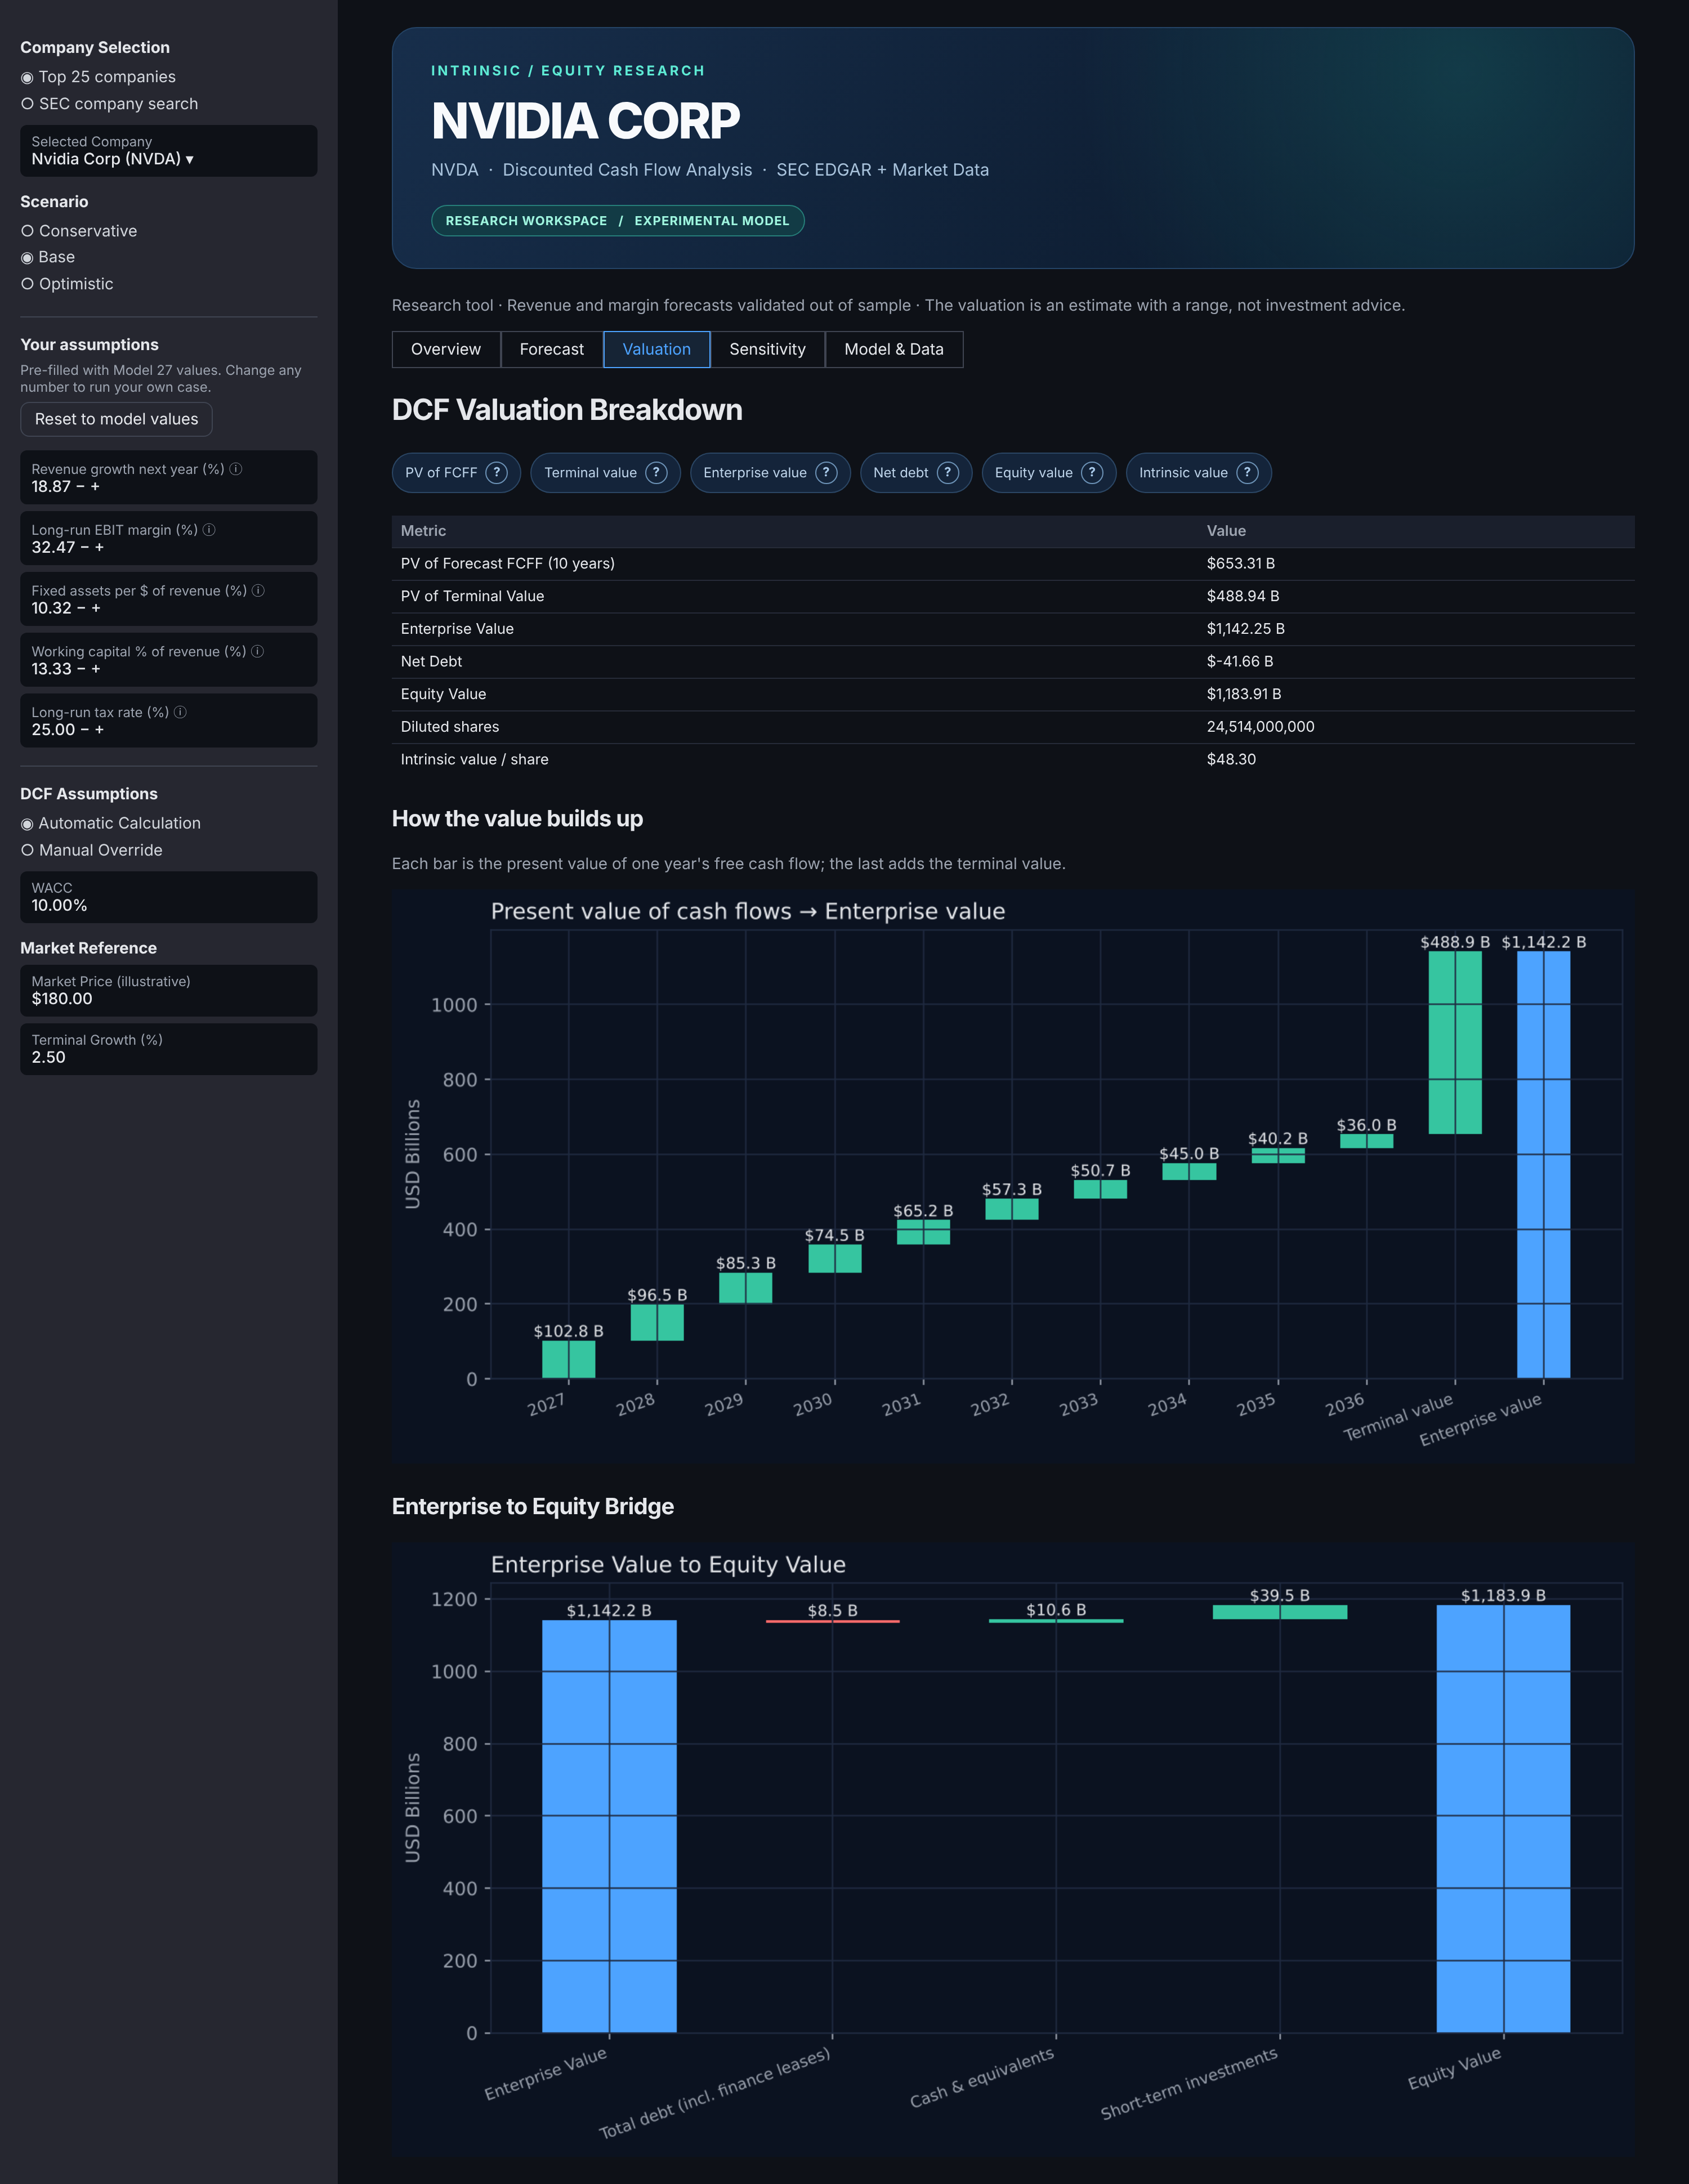 Company Selection
◉ Top 25 companies
○ SEC company search
Selected Company
Nvidia Corp (NVDA) ▾
Scenario
○ Conservative
◉ Base
○ Optimistic
Your assumptions
Pre-filled with Model 27 values. Change any
number to run your own case.
Reset to model values
Revenue growth next year (%) ⓘ
18.87 − +
Long-run EBIT margin (%) ⓘ
32.47 − +
Fixed assets per $ of revenue (%) ⓘ
10.32 − +
Working capital % of revenue (%) ⓘ
13.33 − +
Long-run tax rate (%) ⓘ
25.00 − +
DCF Assumptions
◉ Automatic Calculation
○ Manual Override
WACC
10.00%
Market Reference
Market Price (illustrative)
$180.00
Terminal Growth (%)
2.50
INTRINSIC / EQUITY RESEARCH
NVIDIA CORP
NVDA · Discounted Cash Flow Analysis · SEC EDGAR + Market Data
RESEARCH WORKSPACE / EXPERIMENTAL MODEL
Research tool · Revenue and margin forecasts validated out of sample · The valuation is an estimate with a range, not investment advice.
Overview Forecast Valuation Sensitivity Model & Data
DCF Valuation Breakdown
PV of FCFF ? Terminal value ? Enterprise value ? Net debt ? Equity value ? Intrinsic value ?
Metric Value
PV of Forecast FCFF (10 years) $653.31 B
PV of Terminal Value $488.94 B
Enterprise Value $1,142.25 B
Net Debt $-41.66 B
Equity Value $1,183.91 B
Diluted shares 24,514,000,000
Intrinsic value / share $48.30
How the value builds up
Each bar is the present value of one year's free cash flow; the last adds the terminal value.
Present value of cash flows → Enterprise value
USD Billions
1000
800
600
400
200
0
$102.8 B
$96.5 B
$85.3 B
$74.5 B
$65.2 B
$57.3 B
$50.7 B
$45.0 B
$40.2 B
$36.0 B
$488.9 B
$1,142.2 B
2027
2028
2029
2030
2031
2032
2033
2034
2035
2036
Terminal value
Enterprise value
Enterprise to Equity Bridge
Enterprise Value to Equity Value
USD Billions
1200
1000
800
600
400
200
0
$1,142.2 B
$8.5 B
$10.6 B
$39.5 B
$1,183.9 B
Enterprise Value
Total debt (incl. finance leases)
Cash & equivalents
Short-term investments
Equity Value